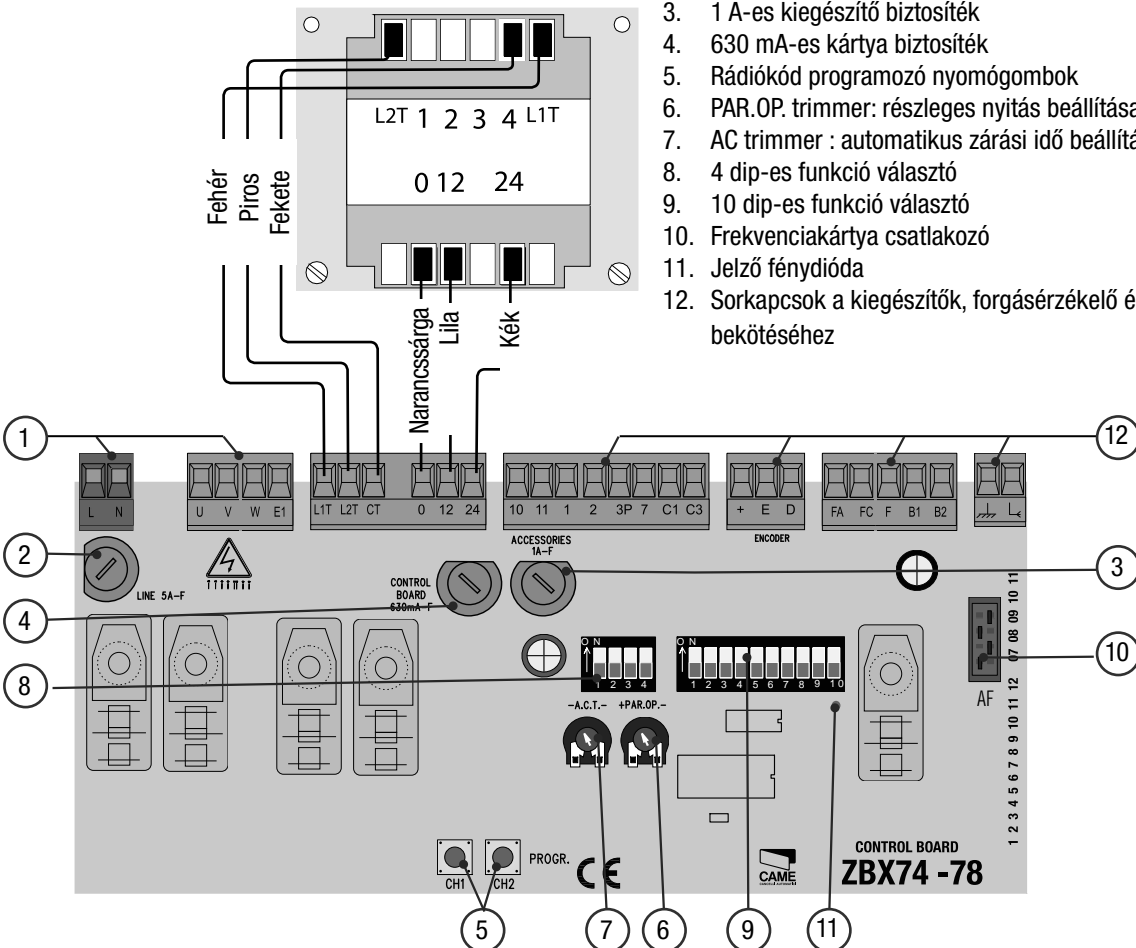 3. 1 A-es kiegészítő biztosíték
4. 630 mA-es kártya biztosíték
5. Rádiókód programozó nyomógombok
6. PAR.OP. trimmer: részleges nyitás beállítása
7. AC trimmer : automatikus zárási idő beállítá
8. 4 dip-es funkció választó
9. 10 dip-es funkció választó
10. Frekvenciakártya csatlakozó
11. Jelző fénydióda
12. Sorkapcsok a kiegészítők, forgásérzékelő é
bekötéséhez
L2T 1 2 3 4 L1T
0 12 24
Fehér
Piros
Fekete
Narancssárga
Lila
Kék
1
12
L N
U V W E1
L1T L2T CT
0 12 24
10 11 1 2 3P 7 C1 C3
+ E D
FA FC F B1 B2
ENCODER
2
LINE 5A-F
CONTROL
BOARD
630mA-F
ACCESSORIES
1A-F
3
4
8
ON
1 2 3 4
ON
1 2 3 4 5 6 7 8 9 10
-A.C.T.-
+PAR.OP.-
10
AF
1 2 3 4 5 6 7 8 9 10 11 12 07 08 09 10 11
CH1
CH2
PROGR.
CE
CAME
CONTROL BOARD
ZBX74 -78
5
7
6
9
11